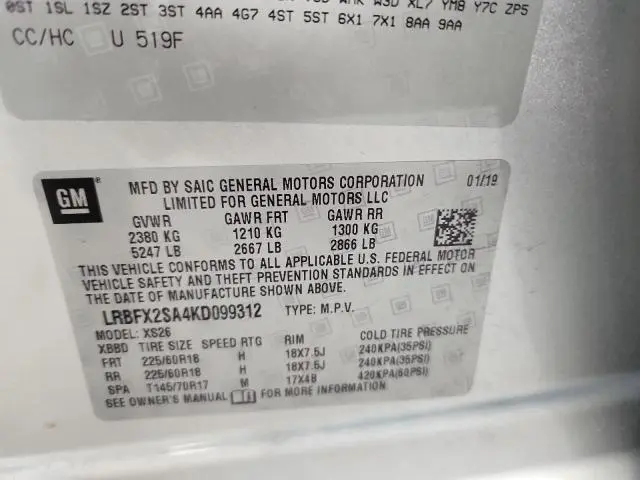 0ST 1SL 1SZ 2ST 3ST 4AA 4G7 4ST 5ST 6X1 7X1 8AA 9AA
XL7 YM8 Y7C ZP5
CC/HC U 519F
GM
MFD BY SAIC GENERAL MOTORS CORPORATION 01/19
LIMITED FOR GENERAL MOTORS LLC
GVWR GAWR FRT GAWR RR
2380 KG 1210 KG 1300 KG
5247 LB 2667 LB 2866 LB
THIS VEHICLE CONFORMS TO ALL APPLICABLE U.S. FEDERAL MOTOR
VEHICLE SAFETY AND THEFT PREVENTION STANDARDS IN EFFECT ON
THE DATE OF MANUFACTURE SHOWN ABOVE.
LRBFX2SA4KD099312 TYPE: M.P.V.
MODEL: XS26
XBBD TIRE SIZE SPEED RTG RIM COLD TIRE PRESSURE
FRT 225/60R18 H 18X7.5J 240KPA(35PSI)
RR 225/60R18 H 18X7.5J 240KPA(35PSI)
SPA T145/70R17 M 17X4B 420KPA(60PSI)
SEE OWNER'S MANUAL FOR MORE INFORMATION